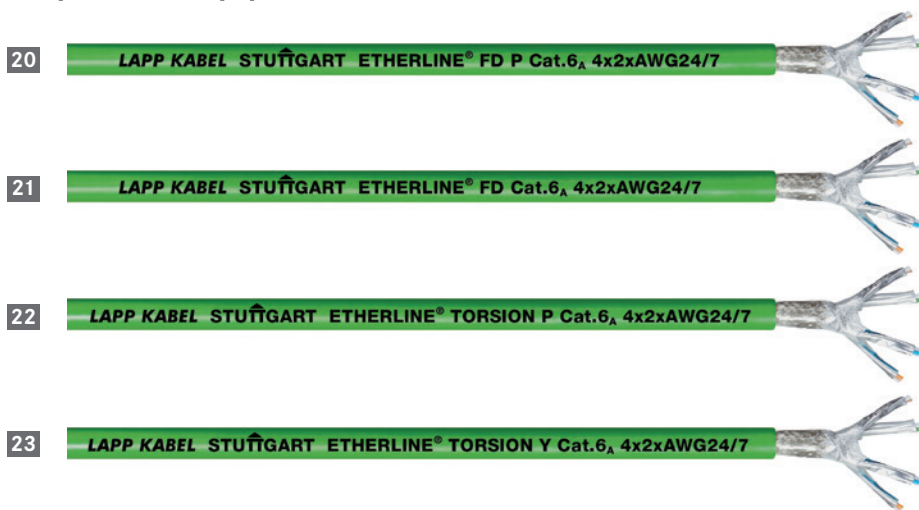 20
LAPP KABEL STUTTGART ETHERLINE® FD P Cat.6A 4x2xAWG24/7
21
LAPP KABEL STUTTGART ETHERLINE® FD Cat.6A 4x2xAWG24/7
22
LAPP KABEL STUTTGART ETHERLINE® TORSION P Cat.6A 4x2xAWG24/7
23
LAPP KABEL STUTTGART ETHERLINE® TORSION Y Cat.6A 4x2xAWG24/7